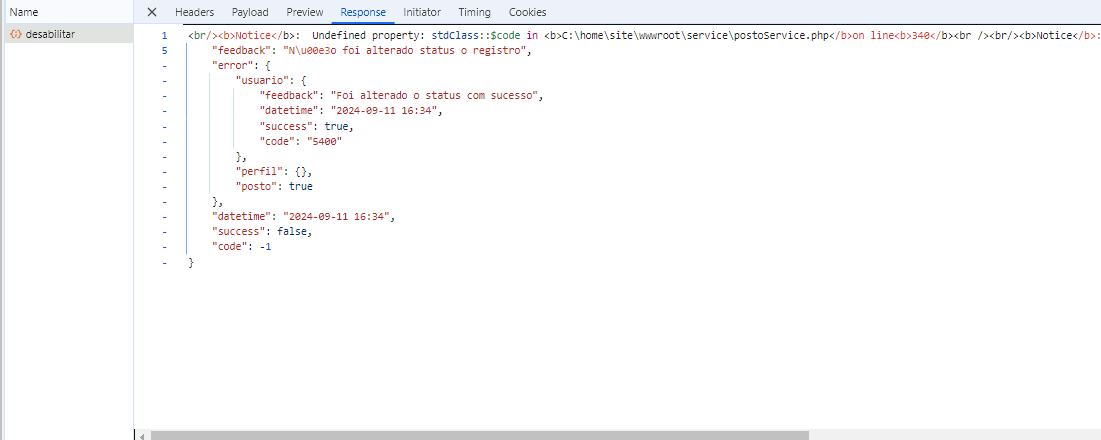 Name
Headers Payload Preview Response Initiator Timing Cookies
desabilitar
1 <br/><b>Notice</b>:  Undefined property: stdClass::$code in <b>C:\home\site\wwwroot\service\postoService.php</b>on line<b>340</b><br /><br/><b>Notice</b>:
5 "feedback": "N\u00e3o foi alterado status o registro",
- "error": {
- "usuario": {
- "feedback": "Foi alterado o status com sucesso",
- "datetime": "2024-09-11 16:34",
- "success": true,
- "code": "5400"
- },
- "perfil": {},
- "posto": true
- },
- "datetime": "2024-09-11 16:34",
- "success": false,
- "code": -1
- }